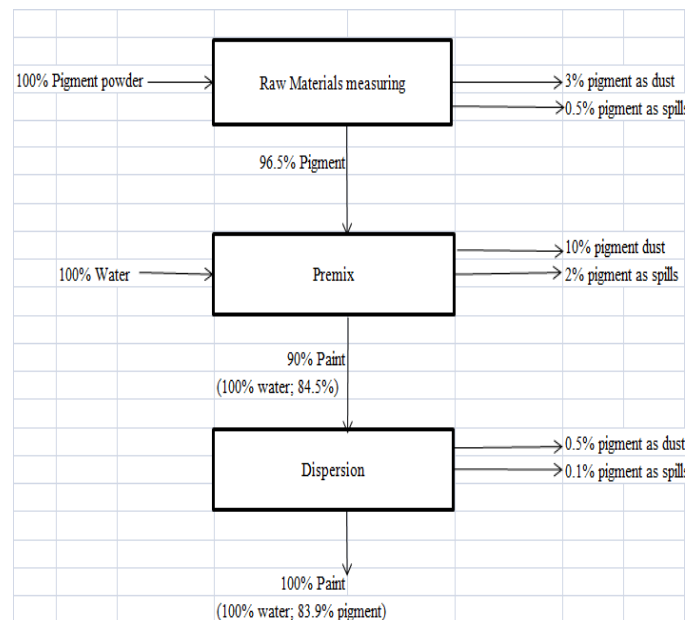 100% Pigment powder
Raw Materials measuring
3% pigment as dust
0.5% pigment as spills
96.5% Pigment
100% Water
Premix
10% pigment dust
2% pigment as spills
90% Paint
(100% water; 84.5%)
Dispersion
0.5% pigment as dust
0.1% pigment as spills
100% Paint
(100% water; 83.9% pigment)